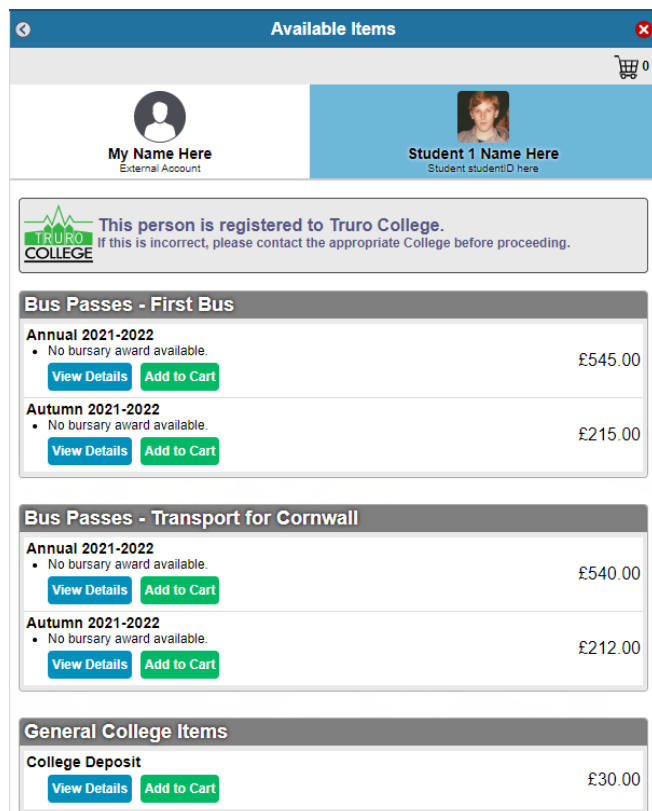 Available Items
0
My Name Here
External Account
Student 1 Name Here
Student studentID here
TRURO
COLLEGE
This person is registered to Truro College.
If this is incorrect, please contact the appropriate College before proceeding.
Bus Passes - First Bus
Annual 2021-2022
• No bursary award available.
£545.00
View Details Add to Cart
Autumn 2021-2022
• No bursary award available.
£215.00
View Details Add to Cart
Bus Passes - Transport for Cornwall
Annual 2021-2022
• No bursary award available.
£540.00
View Details Add to Cart
Autumn 2021-2022
• No bursary award available.
£212.00
View Details Add to Cart
General College Items
College Deposit
£30.00
View Details Add to Cart